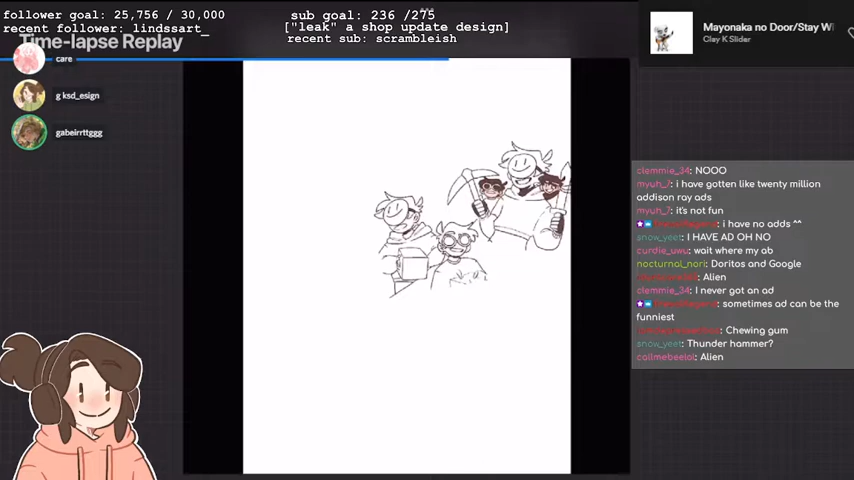 follower goal: 25,756 / 30,000
recent follower: lindssart_
Time-lapse Replay
sub goal: 236 /275
["leak" a shop update design]
recent sub: scrambleish
Mayonaka no Door/Stay Wi
Clay K Slider
care
g ksd_esign
gabeirrttggg
clemmie_34: NOOO
myuh_7: i have gotten like twenty million
addison ray ads
myuh_7: it's not fun
: i have no adds ^^
snow_yeet: I HAVE AD OH NO
curdie_uwu: wait where my ab
nocturnal_nori: Doritos and Google
: Alien
clemmie_34: I never got an ad
: sometimes ad can be the
funniest
: Chewing gum
snow_yeet: Thunder hammer?
callmebeelol: Alien